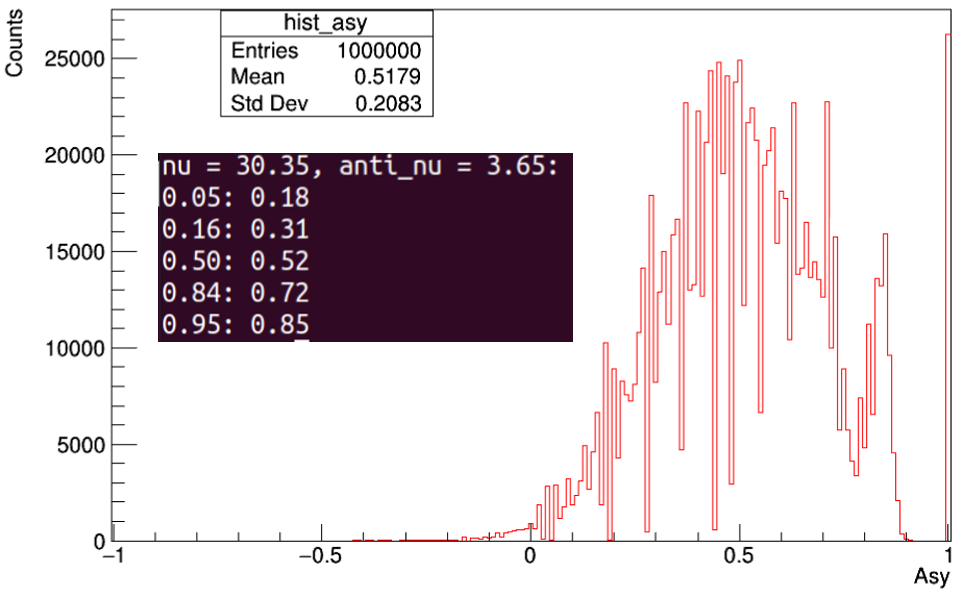 Counts
hist_asy
Entries 1000000
Mean 0.5179
Std Dev 0.2083
nu = 30.35, anti_nu = 3.65:
0.05: 0.18
0.16: 0.31
0.50: 0.52
0.84: 0.72
0.95: 0.85
25000
20000
15000
10000
5000
0
−1 −0.5 0 0.5 1
Asy